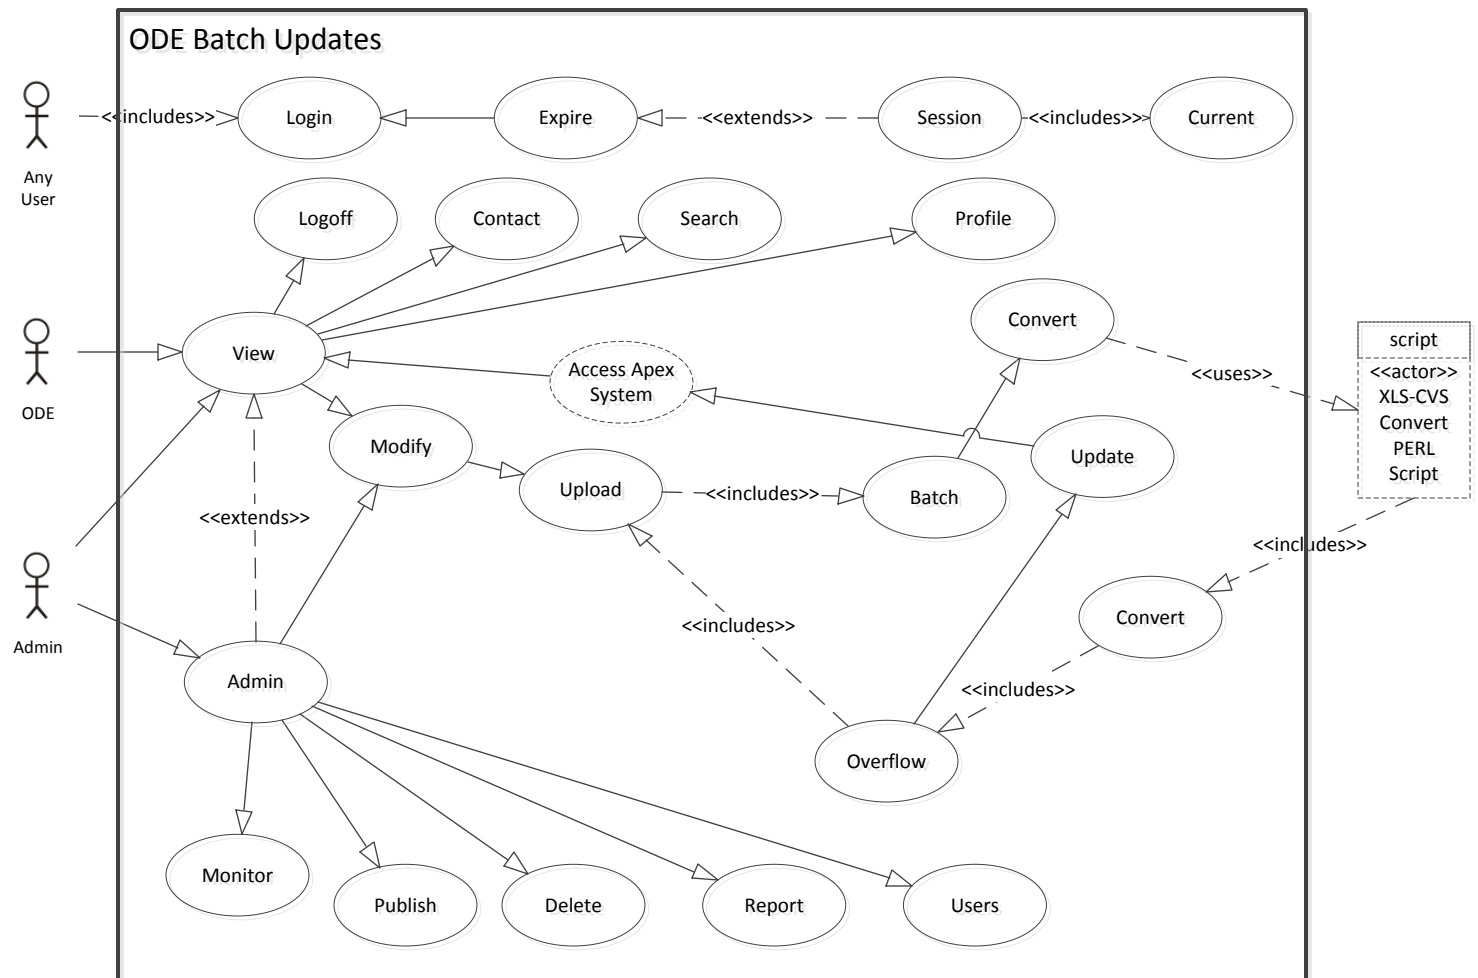 ODE Batch Updates
<<includes>>
Login
Expire
<<extends>>
Session
<<includes>>
Current
Any
User
Logoff
Contact
Search
Profile
Convert
View
ODE
Access Apex
System
<<uses>>
script
<<actor>>
XLS-CVS
Convert
PERL
Script
Modify
Upload
<<includes>>
Batch
Update
<<extends>>
<<includes>>
Admin
<<includes>>
Convert
<<includes>>
Admin
Overflow
Monitor
Publish
Delete
Report
Users